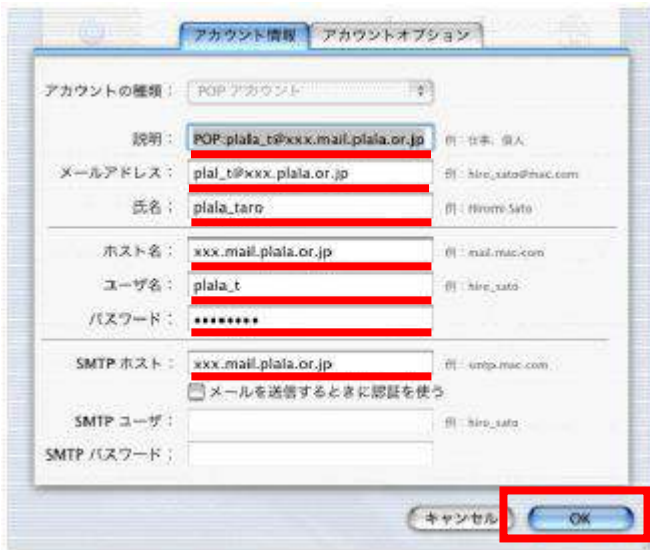 アカウント情報 アカウントオプション
アカウントの種類： POP アカウント
説明： POP:plala_t@xxx.mail.plala.or.jp 例：仕事、個人
メールアドレス： plal_t@xxx.plala.or.jp 例：hiro_sato@mac.com
氏名： plala_taro 例：Hiromi Sato
ホスト名： xxx.mail.plala.or.jp 例：mail.mac.com
ユーザ名： plala_t 例：hiro_sato
パスワード： ••••••••
SMTP ホスト： xxx.mail.plala.or.jp 例：smtp.mac.com
メールを送信するときに認証を使う
SMTP ユーザ： 例：hiro_sato
SMTP パスワード：
キャンセル OK